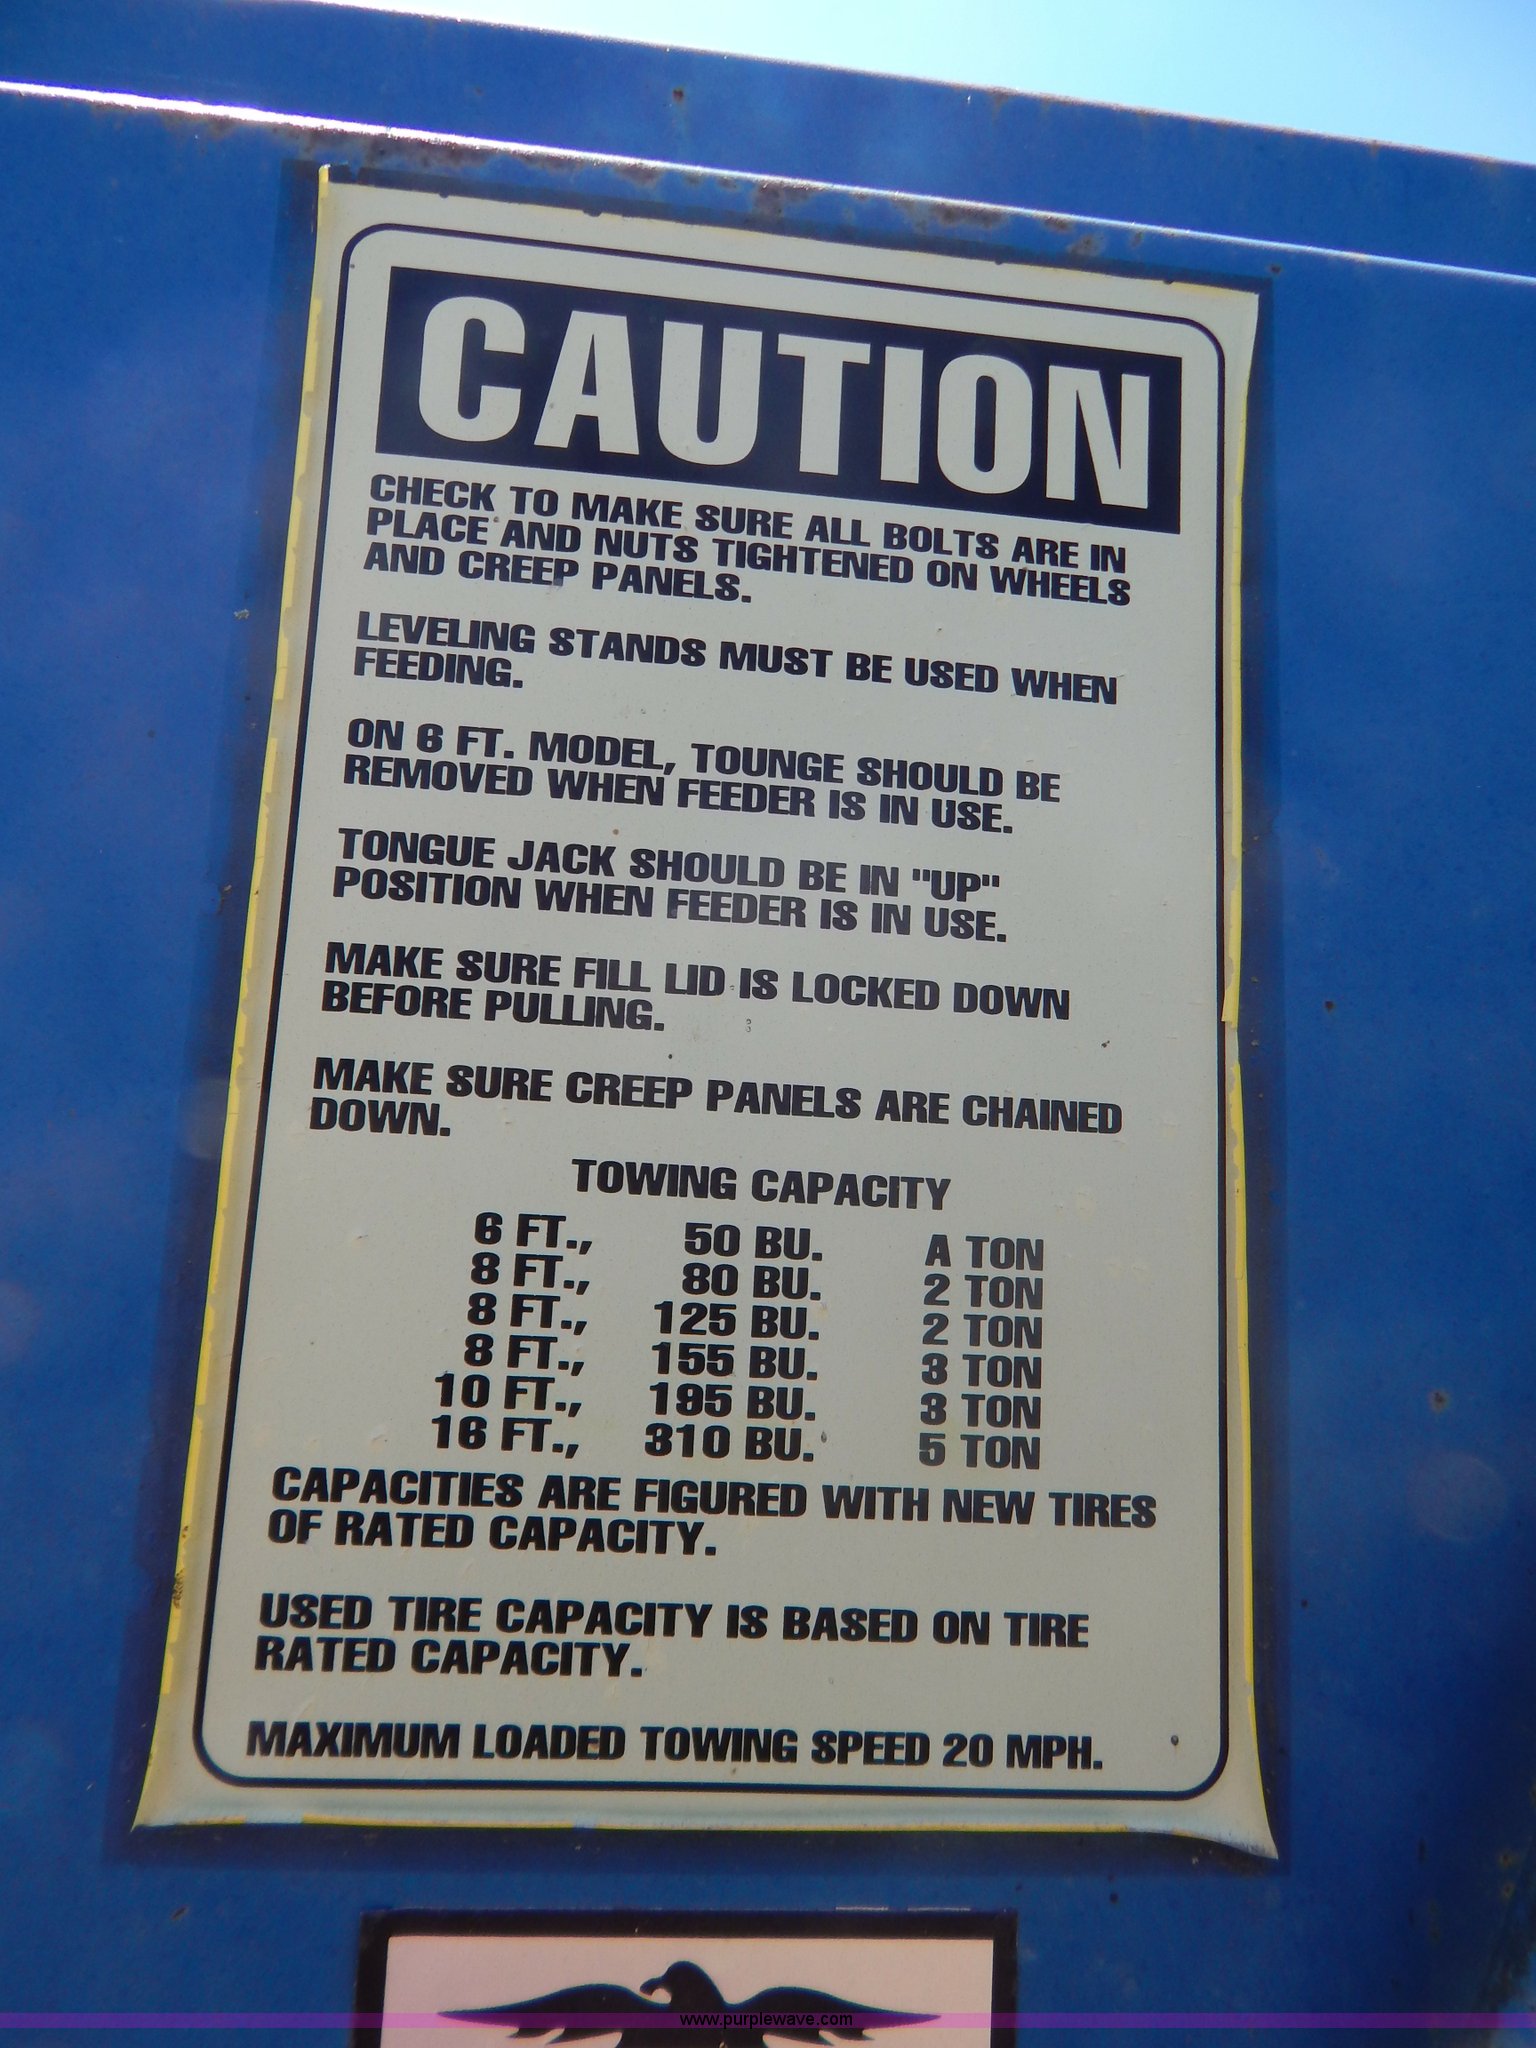 CAUTION
CHECK TO MAKE SURE ALL BOLTS ARE IN
PLACE AND NUTS TIGHTENED ON WHEELS
AND CREEP PANELS.
LEVELING STANDS MUST BE USED WHEN
FEEDING.
ON 6 FT. MODEL, TOUNGE SHOULD BE
REMOVED WHEN FEEDER IS IN USE.
TONGUE JACK SHOULD BE IN "UP"
POSITION WHEN FEEDER IS IN USE.
MAKE SURE FILL LID IS LOCKED DOWN
BEFORE PULLING.
MAKE SURE CREEP PANELS ARE CHAINED
DOWN.
TOWING CAPACITY
6 FT., 50 BU. A TON
8 FT., 80 BU. 2 TON
8 FT., 125 BU. 2 TON
8 FT., 155 BU. 3 TON
10 FT., 195 BU. 3 TON
16 FT., 310 BU. 5 TON
CAPACITIES ARE FIGURED WITH NEW TIRES
OF RATED CAPACITY.
USED TIRE CAPACITY IS BASED ON TIRE
RATED CAPACITY.
MAXIMUM LOADED TOWING SPEED 20 MPH.
www.purplewave.com